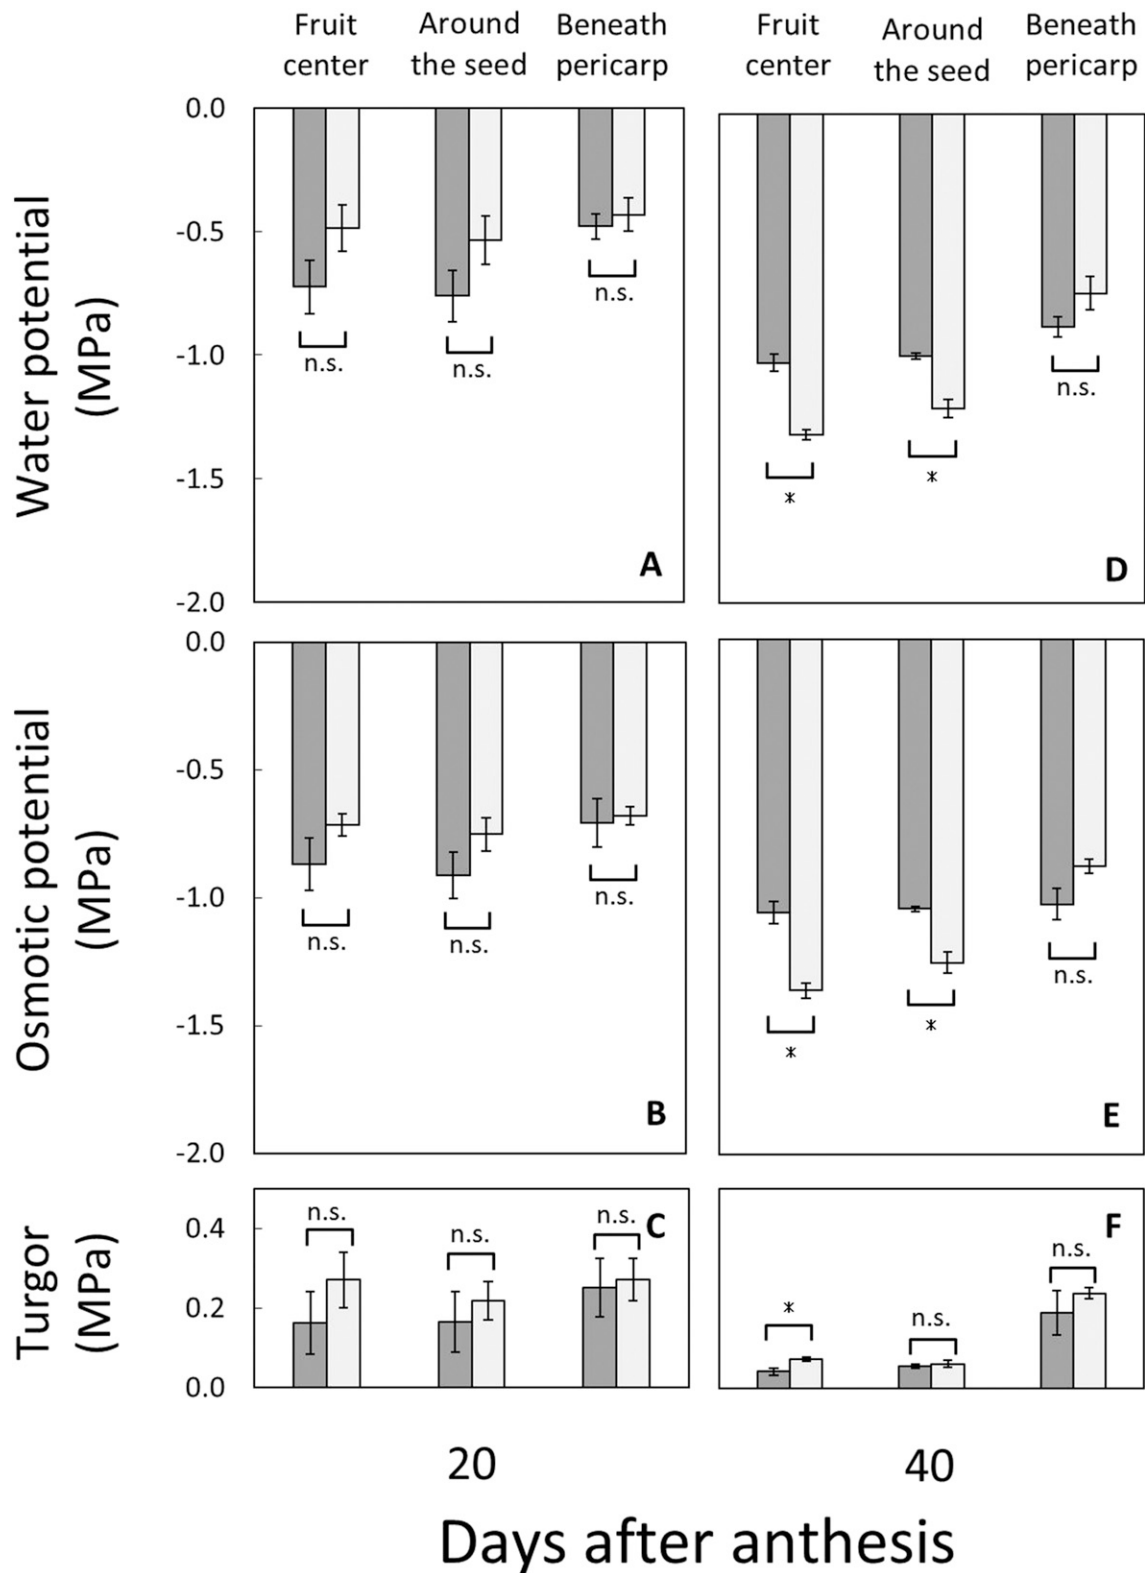 Fruit center
Around the seed
Beneath pericarp
Fruit center
Around the seed
Beneath pericarp
Water potential
(MPa)
0.0
-0.5
-1.0
-1.5
-2.0
n.s.
n.s.
n.s.
A
*
*
n.s.
D
Osmotic potential
(MPa)
0.0
-0.5
-1.0
-1.5
-2.0
n.s.
n.s.
n.s.
B
*
*
n.s.
E
Turgor
(MPa)
0.4
0.2
0.0
n.s.
n.s.
n.s.
C
*
n.s.
n.s.
F
20
40
Days after anthesis